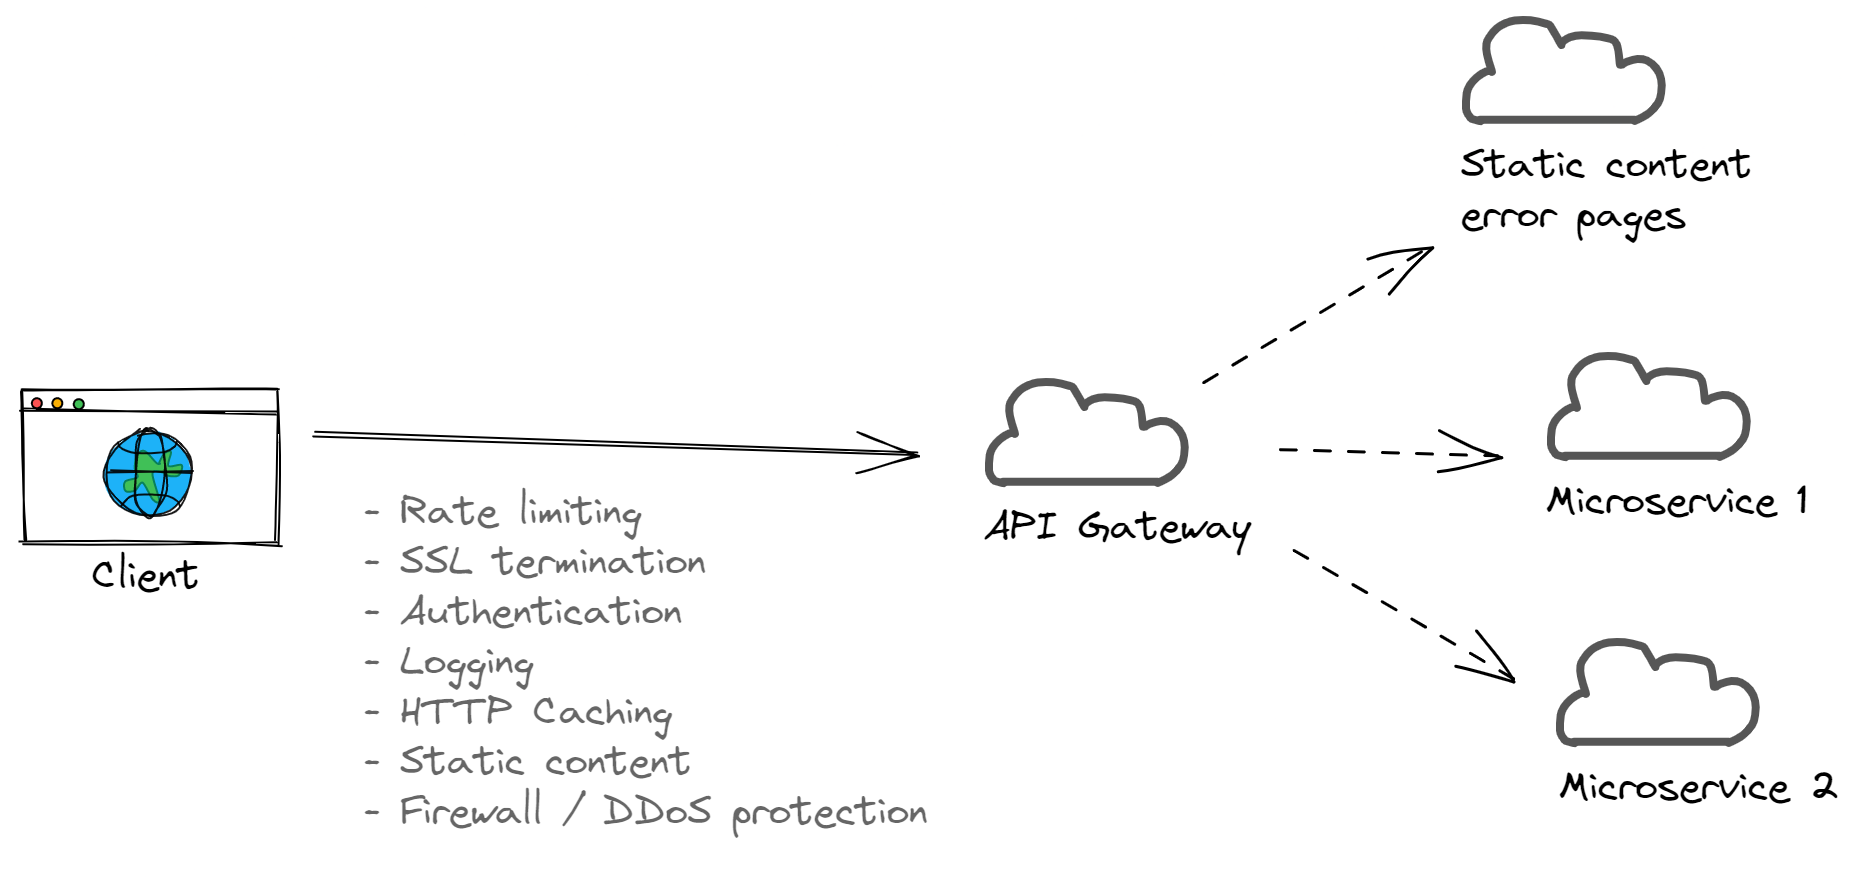 Static content
error pages
Client
- Rate limiting
- SSL termination
- Authentication
- Logging
- HTTP Caching
- Static content
- Firewall / DDoS protection
API Gateway
Microservice 1
Microservice 2